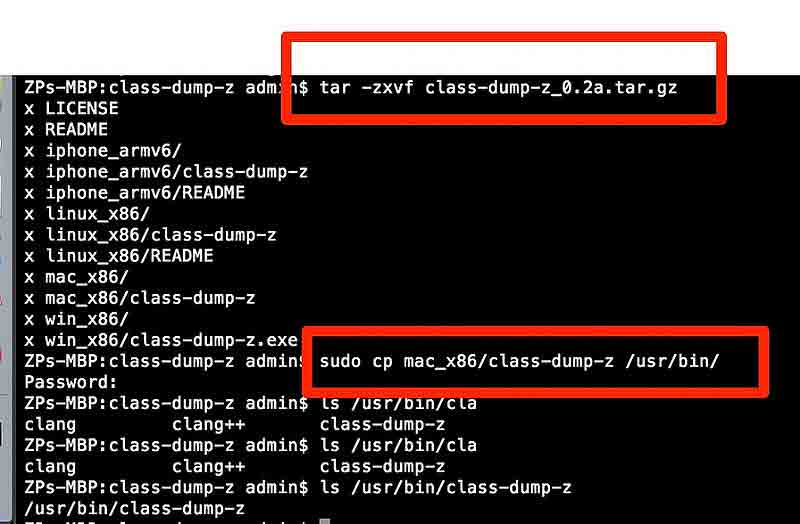 ZPs-MBP:class-dump-z admin$ tar -zxvf class-dump-z_0.2a.tar.gz
x LICENSE
x README
x iphone_armv6/
x iphone_armv6/class-dump-z
x iphone_armv6/README
x linux_x86/
x linux_x86/class-dump-z
x linux_x86/README
x mac_x86/
x mac_x86/class-dump-z
x win_x86/
x win_x86/class-dump-z.exe
ZPs-MBP:class-dump-z admin$ sudo cp mac_x86/class-dump-z /usr/bin/
Password:
ZPs-MBP:class-dump-z admin$ ls /usr/bin/cla
clang clang++ class-dump-z
ZPs-MBP:class-dump-z admin$ ls /usr/bin/cla
clang clang++ class-dump-z
ZPs-MBP:class-dump-z admin$ ls /usr/bin/class-dump-z
/usr/bin/class-dump-z